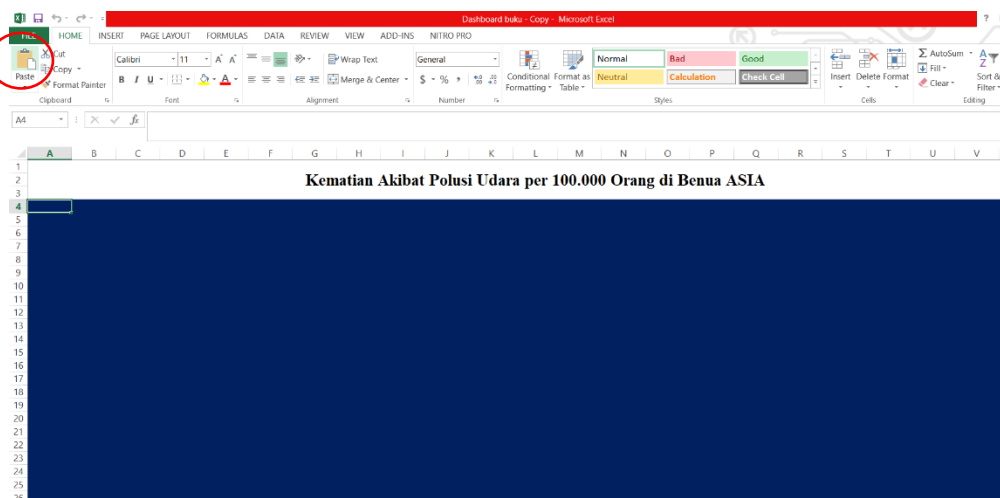 Dashboard buku - Copy - Microsoft Excel
?
FILE HOME INSERT PAGE LAYOUT FORMULAS DATA REVIEW VIEW ADD-INS NITRO PRO
Paste
Cut
Copy
Format Painter
Clipboard
Calibri 11 A A
B I U A
Font
Wrap Text
Merge & Center
Alignment
General
$ % ,
Number
Conditional Formatting
Format as Table
Normal Bad Good
Neutral Calculation Check Cell
Styles
Insert Delete Format
Cells
AutoSum
Fill
Clear
Sort &
Filter
Editing
A4 fx
A B C D E F G H I J K L M N O P Q R S T U V
1
2 Kematian Akibat Polusi Udara per 100.000 Orang di Benua ASIA
3
4
5
6
7
8
9
10
11
12
13
14
15
16
17
18
19
20
21
22
23
24
25
26